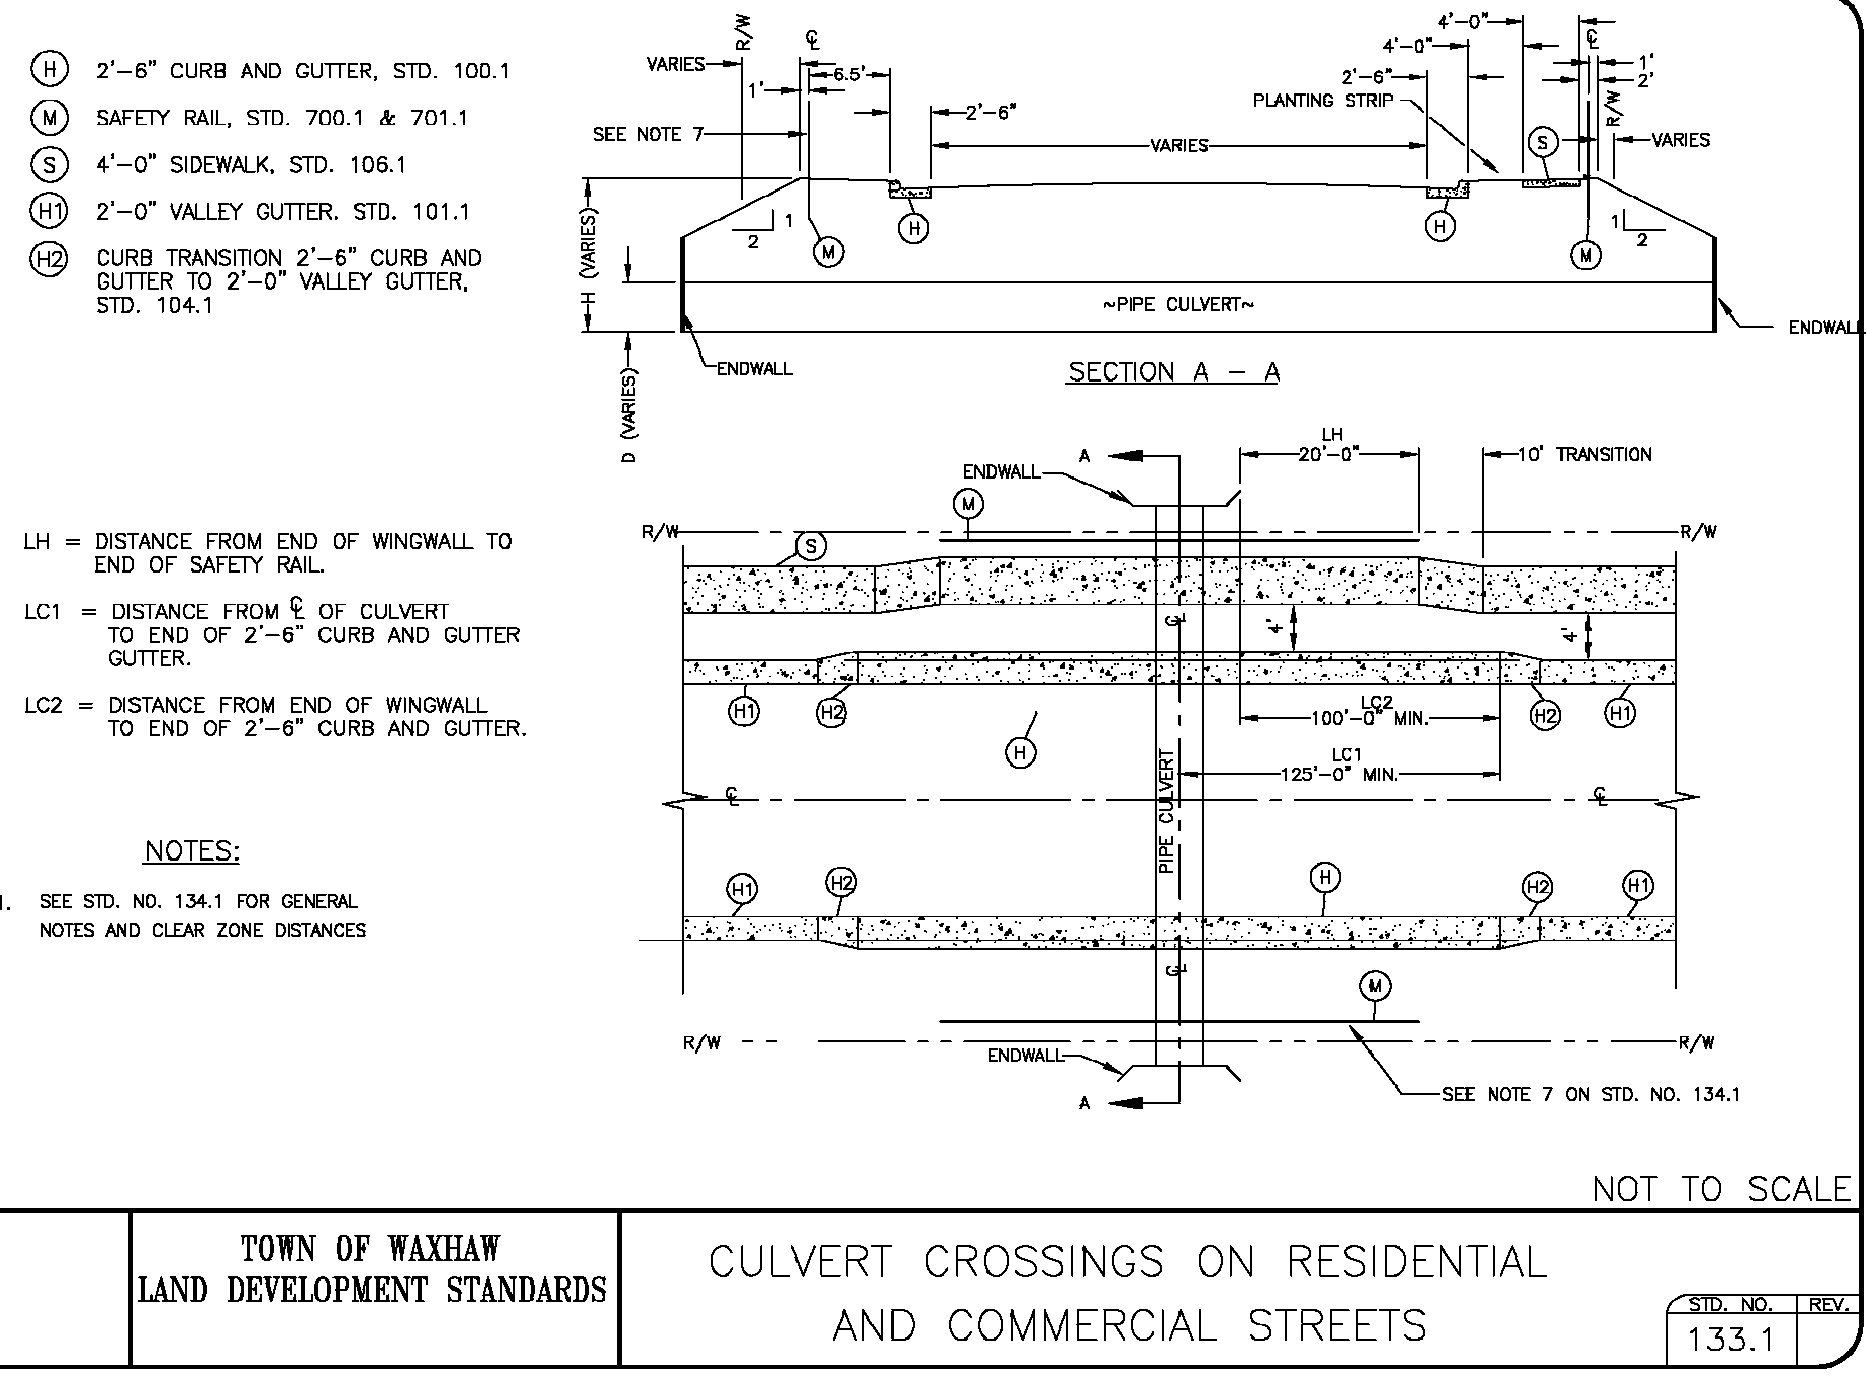 H 2'-6" CURB AND GUTTER, STD. 100.1
M SAFETY RAIL, STD. 700.1 & 701.1
S 4'-0" SIDEWALK, STD. 106.1
H1 2'-0" VALLEY GUTTER. STD. 101.1
H2 CURB TRANSITION 2'-6" CURB AND
GUTTER TO 2'-0" VALLEY GUTTER,
STD. 104.1
R/W
℄
VARIES
6.5'
1'
2'-6"
SEE NOTE 7
VARIES
4'-0"
4'-0"
2'-6"
PLANTING STRIP
℄
1'
2'
R/W
S
VARIES
H (VARIES)
1
2
H
M
H
M
1
2
~PIPE CULVERT~
ENDWALL
ENDWALL
D (VARIES)
SECTION A - A
LH = DISTANCE FROM END OF WINGWALL TO
END OF SAFETY RAIL.
LC1 = DISTANCE FROM ℄ OF CULVERT
TO END OF 2'-6" CURB AND GUTTER
GUTTER.
LC2 = DISTANCE FROM END OF WINGWALL
TO END OF 2'-6" CURB AND GUTTER.
A
LH
20'-0"
10' TRANSITION
ENDWALL
M
R/W
R/W
S
℄
4'
4'
H1
H2
H
LC2
100'-0" MIN.
H2
H1
LC1
125'-0" MIN.
PIPE CULVERT
℄
℄
H1
H2
H
H2
H1
℄
M
R/W
R/W
ENDWALL
A
SEE NOTE 7 ON STD. NO. 134.1
NOTES:
1. SEE STD. NO. 134.1 FOR GENERAL
NOTES AND CLEAR ZONE DISTANCES
NOT TO SCALE
TOWN OF WAXHAW
LAND DEVELOPMENT STANDARDS
CULVERT CROSSINGS ON RESIDENTIAL
AND COMMERCIAL STREETS
STD. NO. REV.
133.1